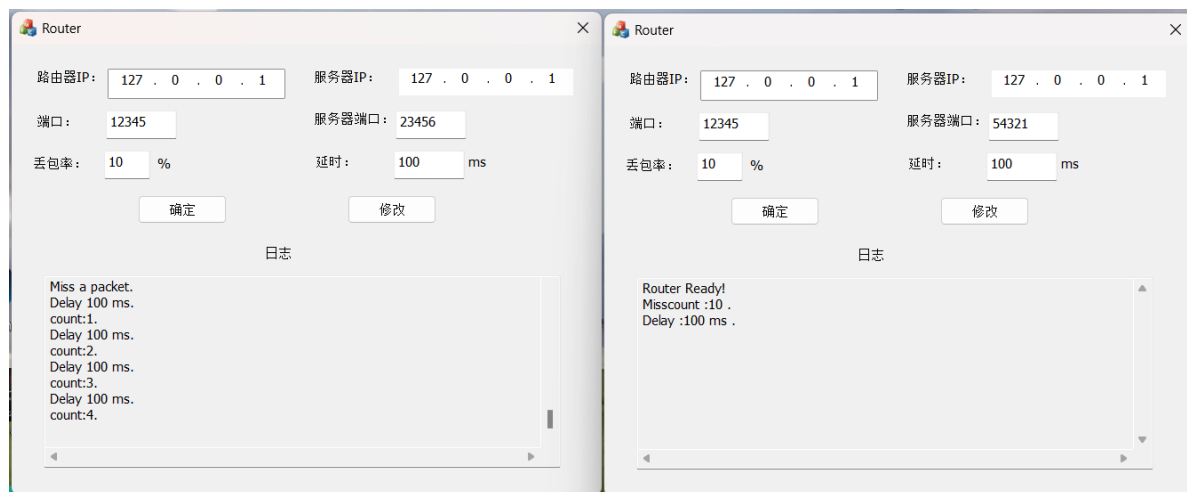 Router
路由器IP： 127 . 0 . 0 . 1 服务器IP： 127 . 0 . 0 . 1
端口： 12345 服务器端口： 23456
丢包率： 10 % 延时： 100 ms
确定 修改
日志
Miss a packet.
Delay 100 ms.
count:1.
Delay 100 ms.
count:2.
Delay 100 ms.
count:3.
Delay 100 ms.
count:4.
Router
路由器IP： 127 . 0 . 0 . 1 服务器IP： 127 . 0 . 0 . 1
端口： 12345 服务器端口： 54321
丢包率： 10 % 延时： 100 ms
确定 修改
日志
Router Ready!
Misscount :10 .
Delay :100 ms .